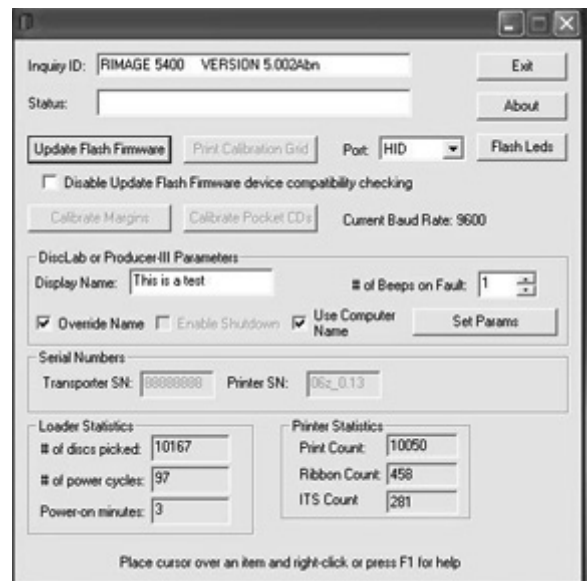 Inquiry ID: RIMAGE 5400 VERSION 5.002Abn Exit
Status: About
Update Flash Firmware Print Calibration Grid Port: HID Flash Leds
Disable Update Flash Firmware device compatibility checking
Calibrate Margins Calibrate Pocket CDs Current Baud Rate: 9600
DiscLab or Producer-III Parameters
Display Name: This is a test # of Beeps on Fault: 1
Override Name Enable Shutdown Use Computer Name Set Params
Serial Numbers
Transporter SN: 88888888 Printer SN: 06z_0.13
Loader Statistics Printer Statistics
# of discs picked: 10167 Print Count: 10050
# of power cycles: 97 Ribbon Count: 458
Power-on minutes: 3 ITS Count 281
Place cursor over an item and right-click or press F1 for help